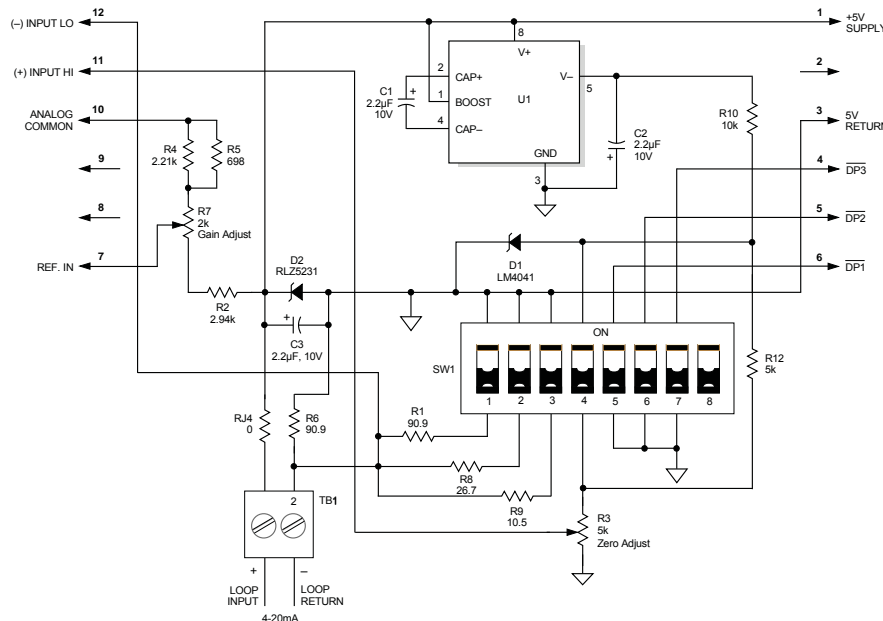 12
(–) INPUT LO
11
(+) INPUT HI
10
ANALOG
COMMON
9
8
7
REF. IN
1
+5V
SUPPLY
2
3
5V
RETURN
4
DP3
5
DP2
6
DP1
8
V+
2
CAP+
1
BOOST
4
CAP–
V–
5
U1
GND
3
C1
2.2µF
10V
+
C2
2.2µF
10V
+
R10
10k
R4
2.21k
R5
698
R7
2k
Gain Adjust
D2
RLZ5231
R2
2.94k
+
C3
2.2µF, 10V
D1
LM4041
ON
SW1
1
2
3
4
5
6
7
8
R12
5k
RJ4
0
R6
90.9
R1
90.9
R8
26.7
R9
10.5
R3
5k
Zero Adjust
2
TB1
+
–
LOOP
INPUT
LOOP
RETURN
4-20mA